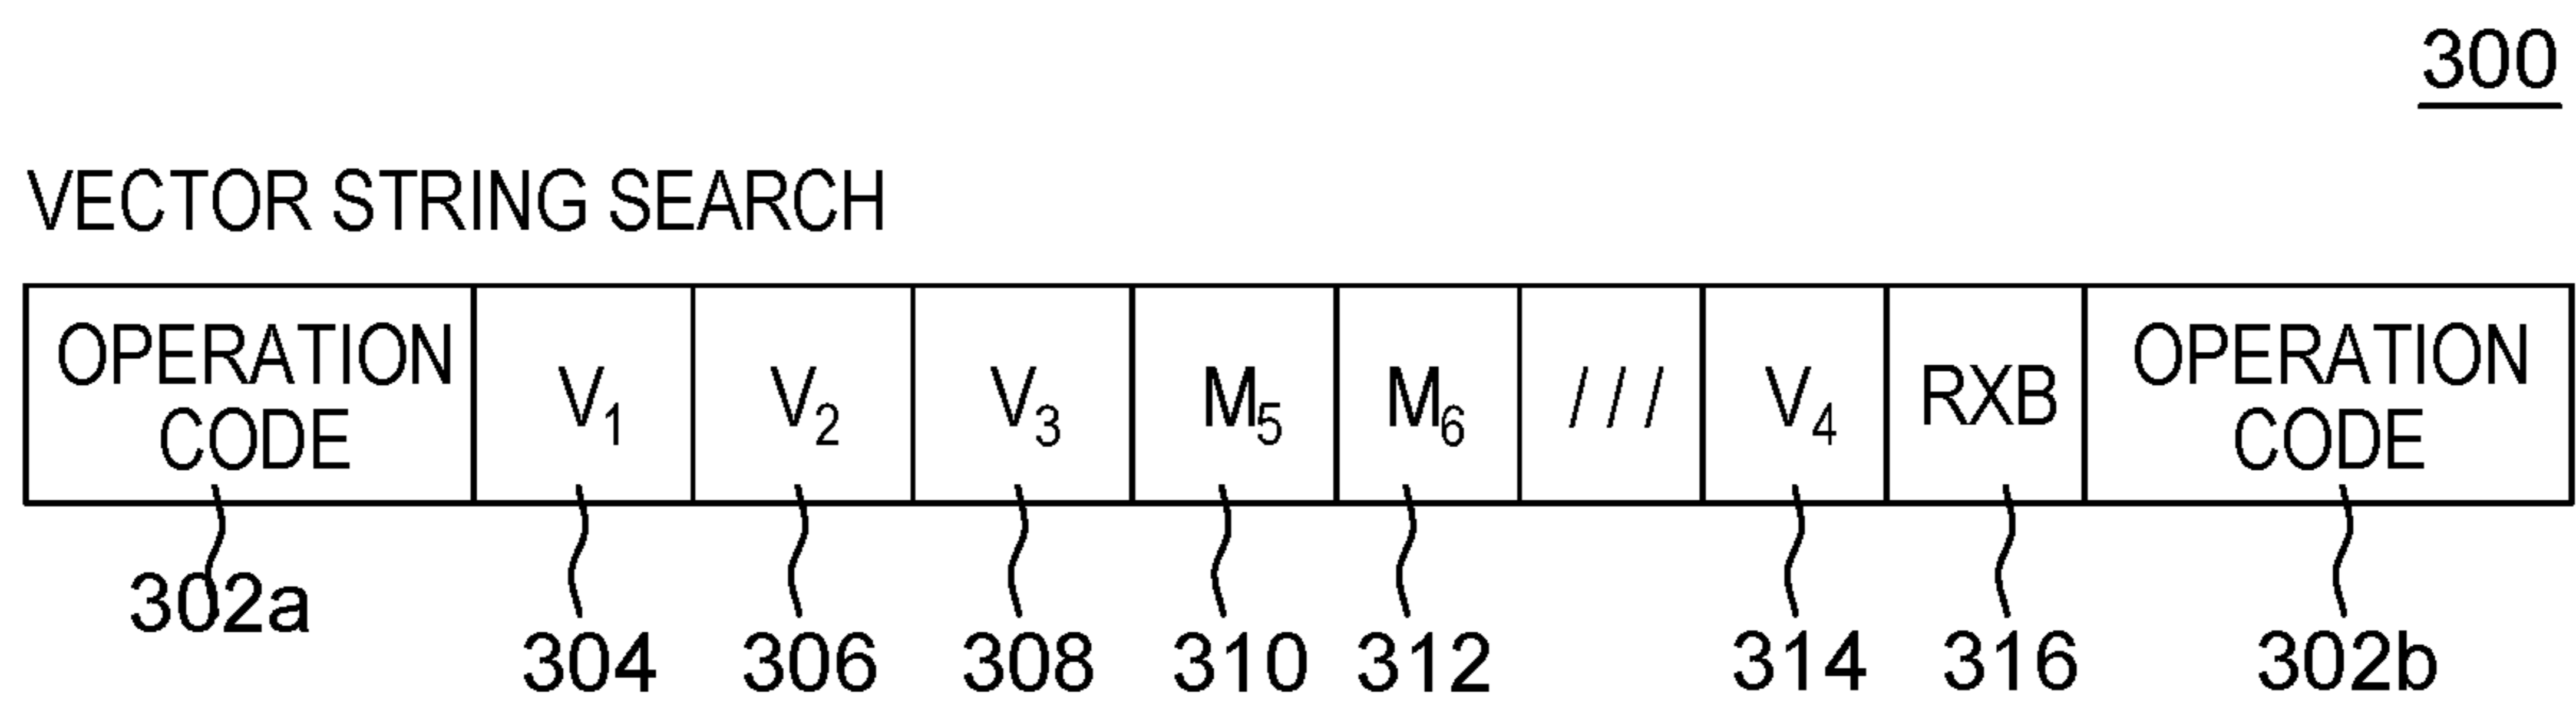 300
VECTOR STRING SEARCH
OPERATION CODE V1 V2 V3 M5 M6 /// V4 RXB OPERATION CODE
302a 304 306 308 310 312 314 316 302b